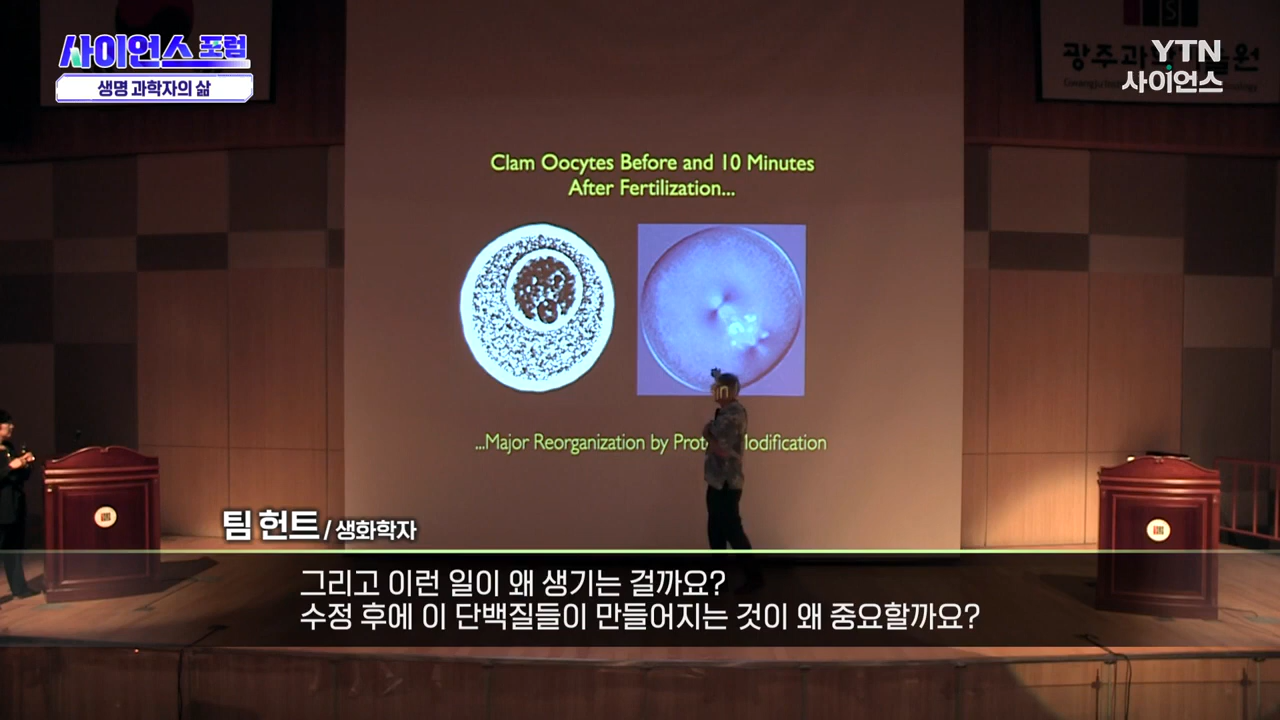 사이언스 포럼
생명 과학자의 삶
YTN
사이언스
Clam Oocytes Before and 10 Minutes
After Fertilization...
...Major Reorganization by Modification
팀 헌트 / 생화학자
그리고 이런 일이 왜 생기는 걸까요?
수정 후에 이 단백질들이 만들어지는 것이 왜 중요할까요?